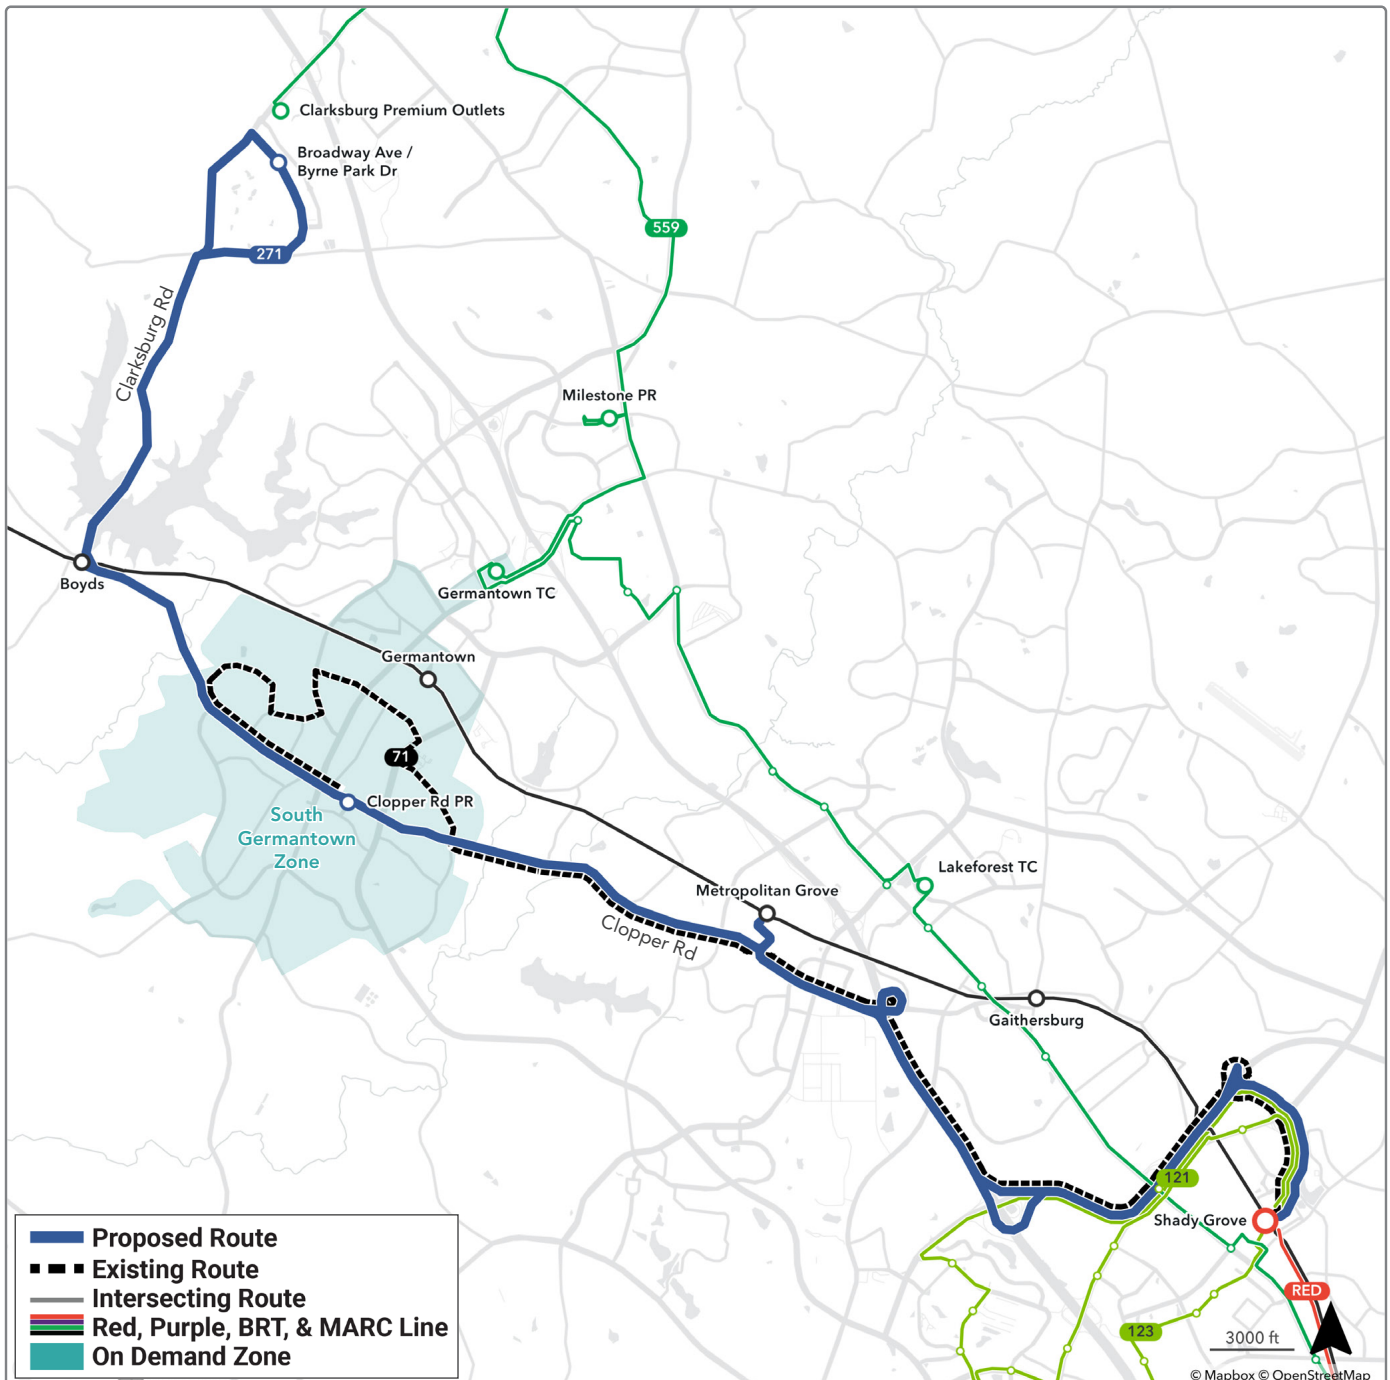 Clarksburg Premium Outlets
Broadway Ave /
Byrne Park Dr
559
271
Clarksburg Rd
Milestone PR
Boyds
Germantown TC
Germantown
71
Clopper Rd PR
South
Germantown
Zone
Lakeforest TC
Metropolitan Grove
Clopper Rd
Gaithersburg
121
Shady Grove
RED
123
3000 ft
Proposed Route
Existing Route
Intersecting Route
Red, Purple, BRT, & MARC Line
On Demand Zone
© Mapbox © OpenStreetMap